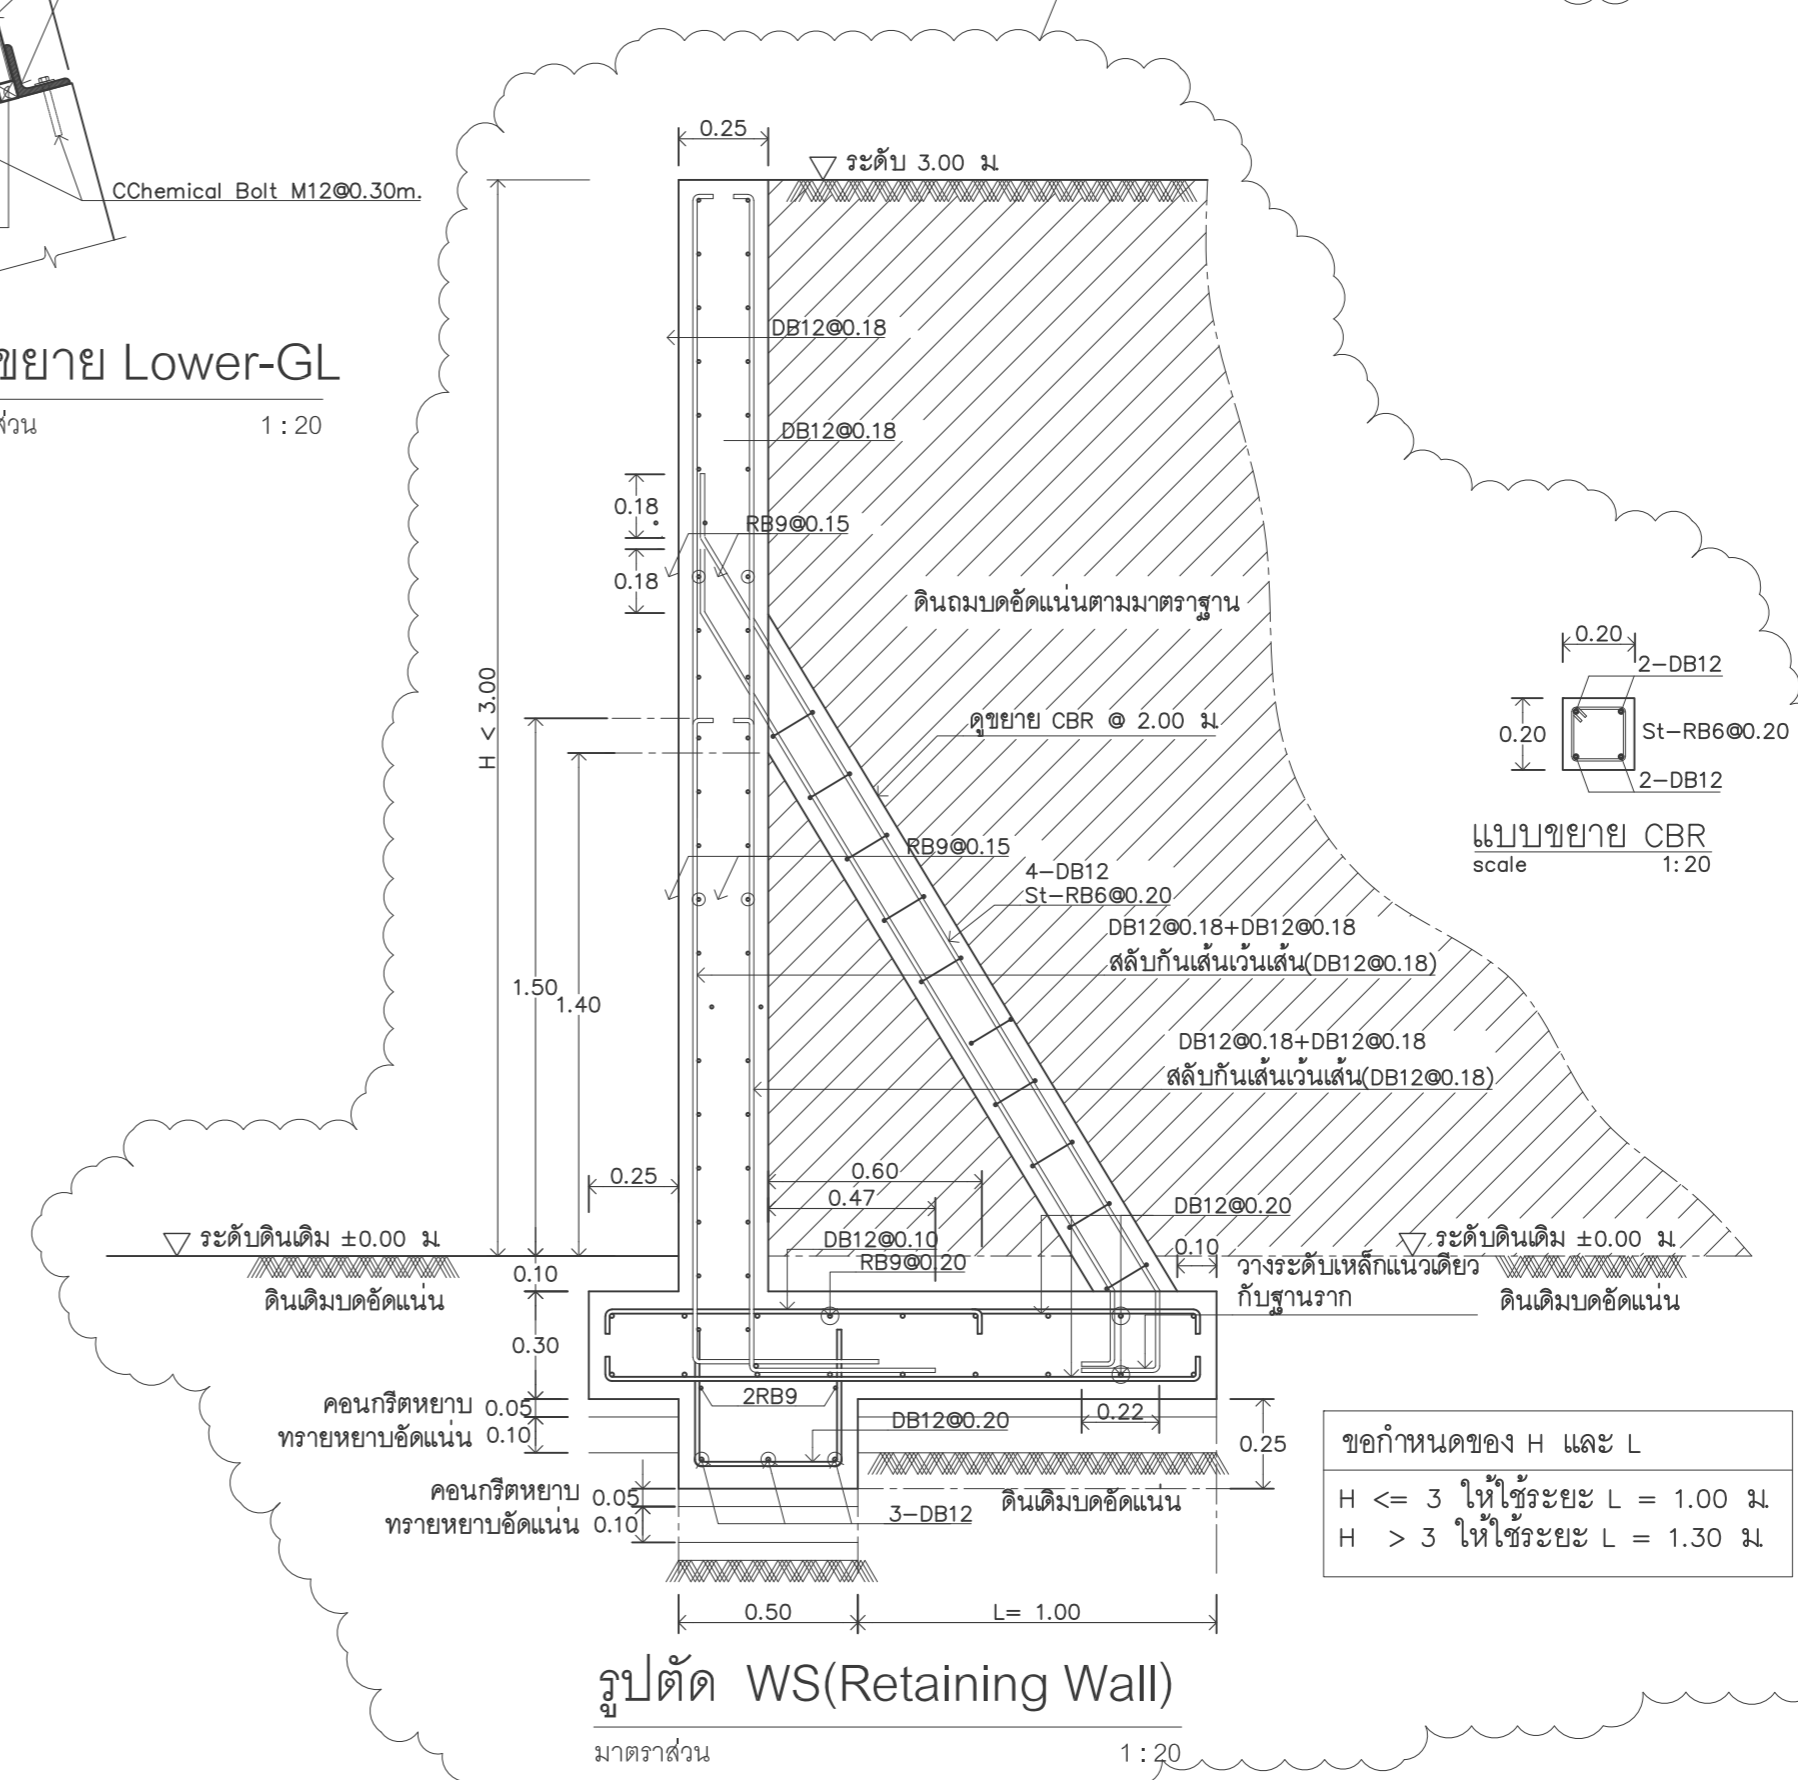 CChemical Bolt M12@0.30m.
ขยาย Lower-GL
ส่วน 1 : 20
0.25
ระดับ 3.00 ม.
DB12@0.18
DB12@0.18
0.18
RB9@0.15
0.18
ดินถมบดอัดแน่นตามมาตราฐาน
H < 3.00
ดูขยาย CBR @ 2.00 ม.
0.20
2-DB12
0.20
St-RB6@0.20
2-DB12
แบบขยาย CBR
scale 1:20
RB9@0.15
4-DB12
St-RB6@0.20
DB12@0.18+DB12@0.18
สลับกันเส้นเว้นเส้น(DB12@0.18)
1.50
1.40
DB12@0.18+DB12@0.18
สลับกันเส้นเว้นเส้น(DB12@0.18)
0.25
0.60
0.47
DB12@0.20
ระดับดินเดิม ±0.00 ม.
DB12@0.10
RB9@0.20
0.10
ระดับดินเดิม ±0.00 ม.
0.10
วางระดับเหล็กแนวเดียว
กับฐานราก
ดินเดิมบดอัดแน่น
ดินเดิมบดอัดแน่น
0.30
2RB9
คอนกรีตหยาบ 0.05
ทรายหยาบอัดแน่น 0.10
DB12@0.20
0.22
0.25
คอนกรีตหยาบ 0.05
ทรายหยาบอัดแน่น 0.10
3-DB12
ดินเดิมบดอัดแน่น
ขอกำหนดของ H และ L
H <= 3 ให้ใช้ระยะ L = 1.00 ม.
H > 3 ให้ใช้ระยะ L = 1.30 ม.
0.50
L= 1.00
รูปตัด WS(Retaining Wall)
มาตราส่วน 1 : 20